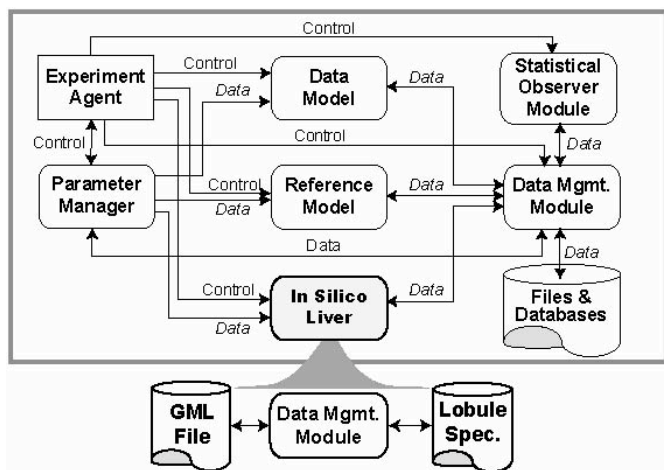 Control
Experiment
Agent
Control
Data
Data
Model
Data
Statistical
Observer
Module
Control
Control
Data
Parameter
Manager
Control
Data
Reference
Model
Data
Data Mgmt.
Module
Data
Data
Control
Data
In Silico
Liver
Data
Files &
Databases
GML
File
Data Mgmt.
Module
Lobule
Spec.